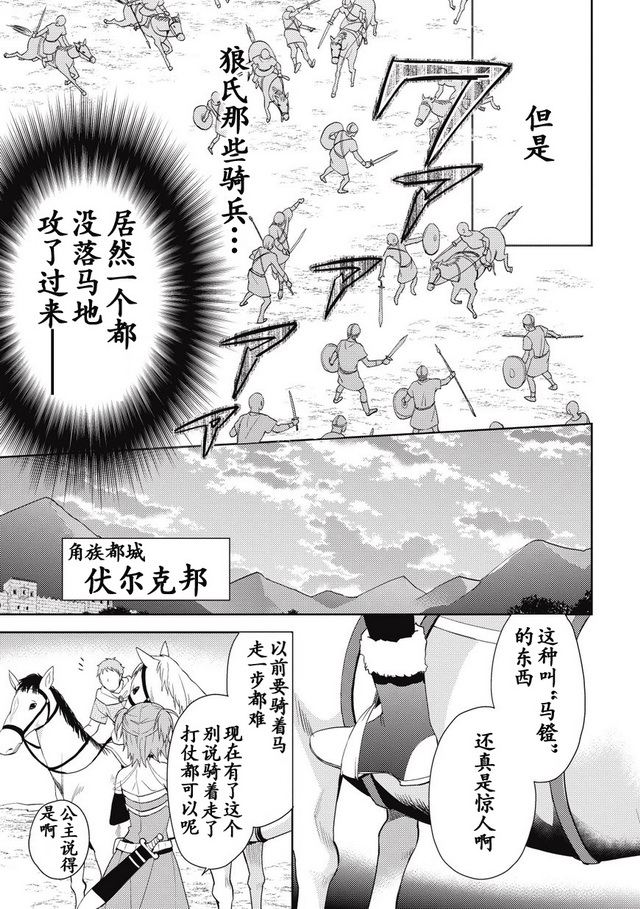 但是
狼氏那些骑兵…
ワァァァ
居然一个都
没落马地
攻了过来——
角族都城
伏尔克邦
这种叫“马镫”
的东西
还真是惊人啊
以前要骑着马
走一步都难
现在有了这个
别说骑着走了
打仗都可以呢
公主说得
是啊